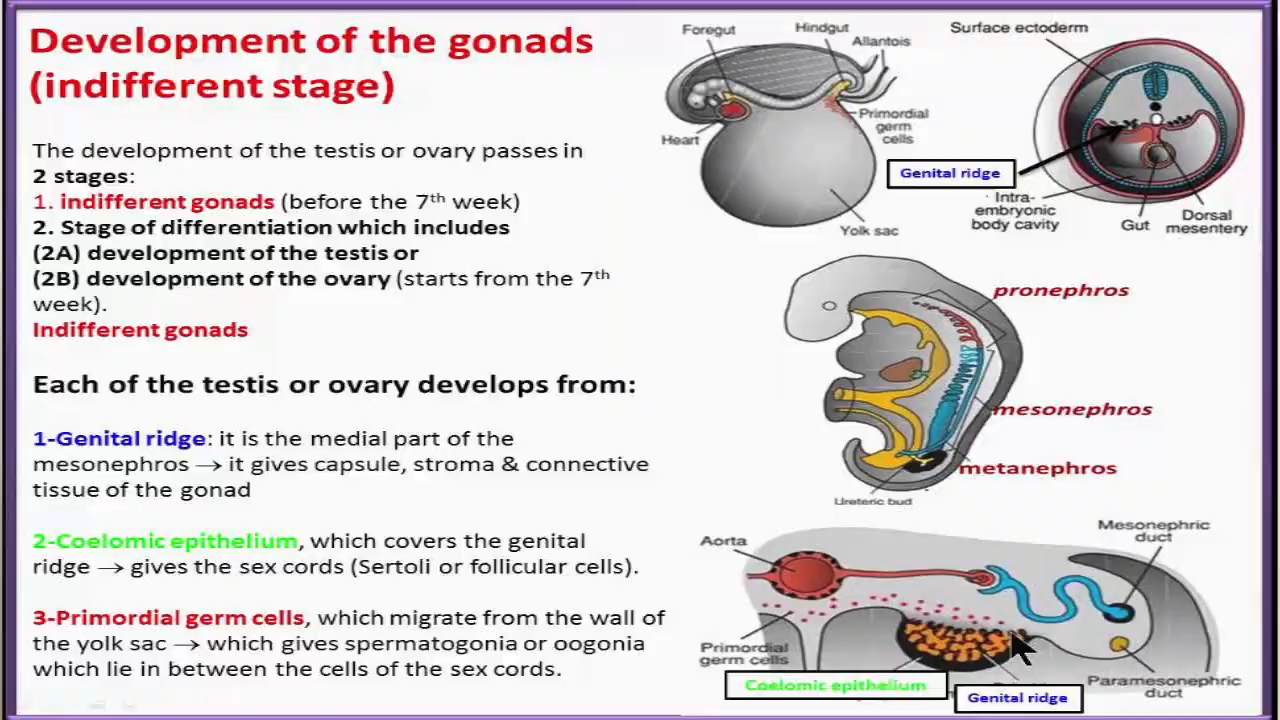 Development of the gonads
(indifferent stage)
The development of the testis or ovary passes in
2 stages:
1. indifferent gonads (before the 7th week)
2. Stage of differentiation which includes
(2A) development of the testis or
(2B) development of the ovary (starts from the 7th
week).
Indifferent gonads
Each of the testis or ovary develops from:
1-Genital ridge: it is the medial part of the
mesonephros → it gives capsule, stroma & connective
tissue of the gonad
2-Coelomic epithelium, which covers the genital
ridge → gives the sex cords (Sertoli or follicular cells).
3-Primordial germ cells, which migrate from the wall of
the yolk sac → which gives spermatogonia or oogonia
which lie in between the cells of the sex cords.
Foregut
Hindgut
Allantois
Heart
Primordial
germ
cells
Yolk sac
Surface ectoderm
Genital ridge
Intra-
embryonic
body cavity
Gut
Dorsal
mesentery
pronephros
mesonephros
metanephros
Ureteric bud
Mesonephric
duct
Aorta
Primordial
germ cells
Coelomic epithelium
Genital ridge
Paramesonephric
duct